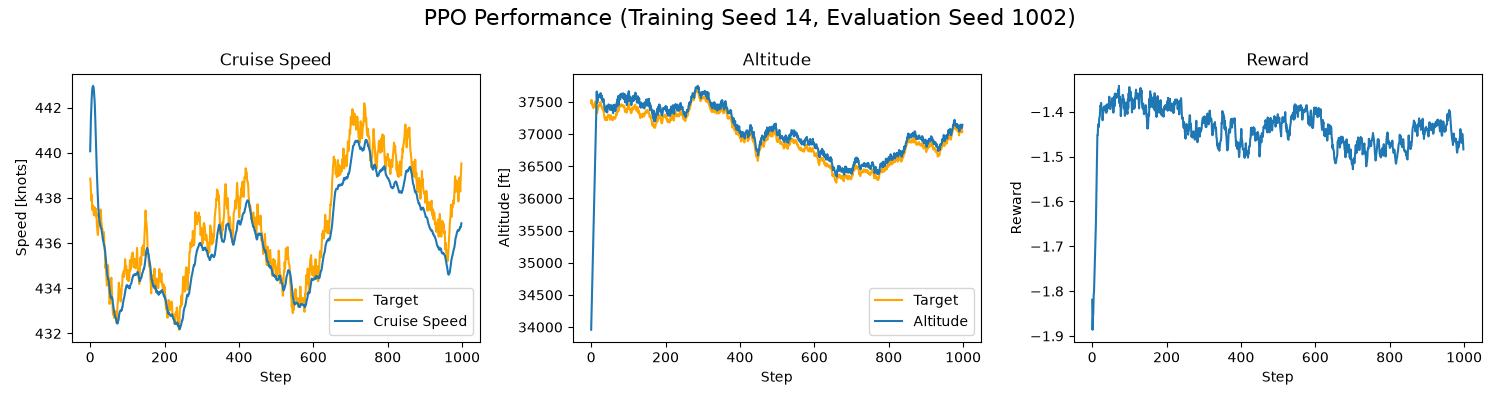 PPO Performance (Training Seed 14, Evaluation Seed 1002)
Cruise Speed
Speed [knots]
442
440
438
436
434
432
0
200
400
600
800
1000
Step
Target
Cruise Speed
Altitude
Altitude [ft]
37500
37000
36500
36000
35500
35000
34500
34000
0
200
400
600
800
1000
Step
Target
Altitude
Reward
Reward
−1.4
−1.5
−1.6
−1.7
−1.8
−1.9
0
200
400
600
800
1000
Step